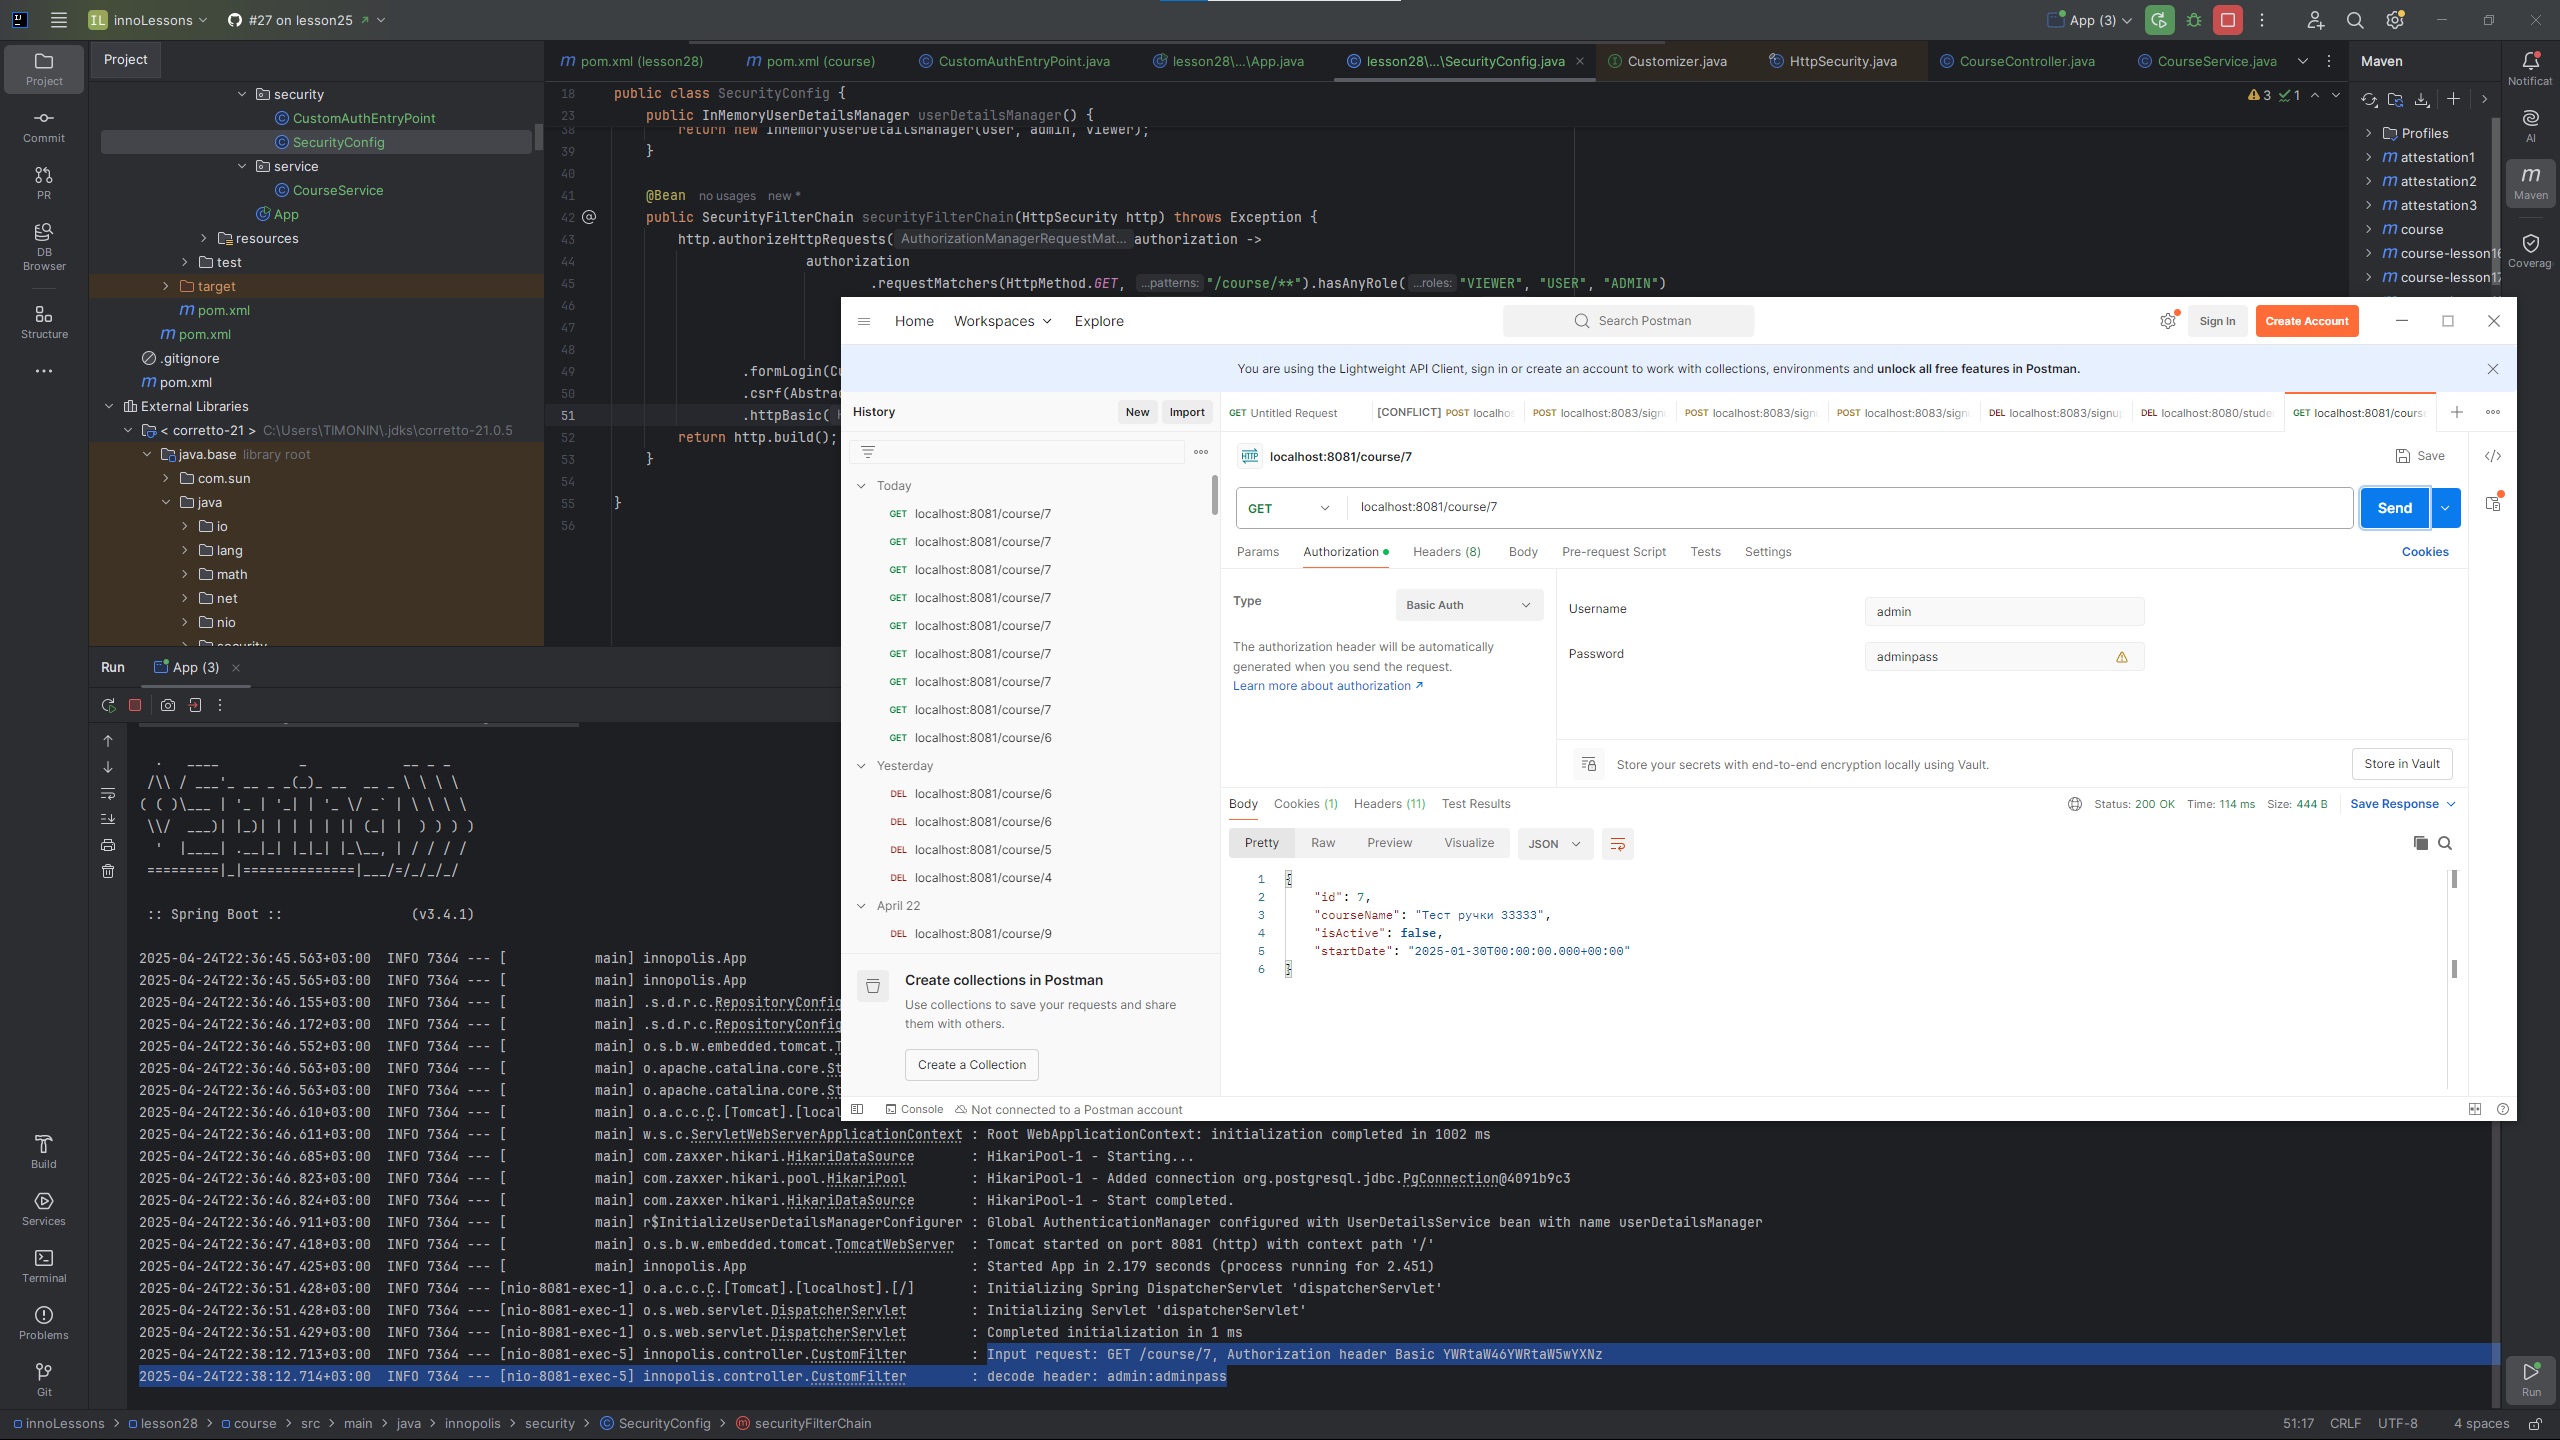 innoLessons
#27 on lesson25
App (3)
Project
pom.xml (lesson28)
pom.xml (course)
CustomAuthEntryPoint.java
lesson28\...\App.java
lesson28\...\SecurityConfig.java
Customizer.java
HttpSecurity.java
CourseController.java
CourseService.java
Maven
Notificat
Project
Commit
PR
DB
Browser
Structure
security
CustomAuthEntryPoint
SecurityConfig
service
CourseService
App
resources
test
target
pom.xml
pom.xml
.gitignore
pom.xml
External Libraries
< corretto-21 > C:\Users\TIMONIN\.jdks\corretto-21.0.5
java.base library root
com.sun
java
io
lang
math
net
nio
security
18 public class SecurityConfig {
23 public InMemoryUserDetailsManager userDetailsManager() {
38 return new InMemoryUserDetailsManager(user, admin, viewer);
39 }
40
41 @Bean no usages new *
42 public SecurityFilterChain securityFilterChain(HttpSecurity http) throws Exception {
43 http.authorizeHttpRequests( AuthorizationManagerRequestMat... authorization ->
44 authorization
45 .requestMatchers(HttpMethod.GET, ...patterns: "/course/**").hasAnyRole( ...roles: "VIEWER", "USER", "ADMIN")
46
47
48
49 .formLogin(Cu
50 .csrf(Abstrac
51 .httpBasic(
52 return http.build();
53 }
54
55 }
56
3 1
Profiles
attestation1
attestation2
attestation3
course
course-lesson16
course-lesson17
AI
Maven
Coverag
Home
Workspaces
Explore
Search Postman
Sign In
Create Account
You are using the Lightweight API Client, sign in or create an account to work with collections, environments and unlock all free features in Postman.
History
New
Import
GET Untitled Request
[CONFLICT] POST localhos
POST localhost:8083/sign
POST localhost:8083/sign
POST localhost:8083/sign
DEL localhost:8083/signu
DEL localhost:8080/stude
GET localhost:8081/cours
Today
GET localhost:8081/course/7
GET localhost:8081/course/7
GET localhost:8081/course/7
GET localhost:8081/course/7
GET localhost:8081/course/7
GET localhost:8081/course/7
GET localhost:8081/course/7
GET localhost:8081/course/7
GET localhost:8081/course/6
Yesterday
DEL localhost:8081/course/6
DEL localhost:8081/course/6
DEL localhost:8081/course/5
DEL localhost:8081/course/4
April 22
DEL localhost:8081/course/9
Create collections in Postman
Use collections to save your requests and share
them with others.
Create a Collection
HTTP localhost:8081/course/7
Save
GET localhost:8081/course/7
Send
Params
Authorization
Headers (8)
Body
Pre-request Script
Tests
Settings
Cookies
Type
Basic Auth
The authorization header will be automatically
generated when you send the request.
Learn more about authorization
Username admin
Password adminpass
Store your secrets with end-to-end encryption locally using Vault.
Store in Vault
Body
Cookies (1)
Headers (11)
Test Results
Status: 200 OK Time: 114 ms Size: 444 B
Save Response
Pretty
Raw
Preview
Visualize
JSON
1 {
2 "id": 7,
3 "courseName": "Тест ручки 33333",
4 "isActive": false,
5 "startDate": "2025-01-30T00:00:00.000+00:00"
6 }
Console
Not connected to a Postman account
Run
App (3)
. ____ _ __ _ _
/\\ / ___'_ __ _ _(_)_ __ __ _ \ \ \ \
( ( )\___ | '_ | '_| | '_ \/ _` | \ \ \ \
\\/ ___)| |_)| | | | | || (_| | ) ) ) )
' |____| .__|_| |_|_| |_\__, | / / / /
=========|_|==============|___/=/_/_/_/
:: Spring Boot :: (v3.4.1)
2025-04-24T22:36:45.563+03:00 INFO 7364 --- [ main] innopolis.App
2025-04-24T22:36:45.565+03:00 INFO 7364 --- [ main] innopolis.App
2025-04-24T22:36:46.155+03:00 INFO 7364 --- [ main] .s.d.r.c.RepositoryConfig
2025-04-24T22:36:46.172+03:00 INFO 7364 --- [ main] .s.d.r.c.RepositoryConfig
2025-04-24T22:36:46.552+03:00 INFO 7364 --- [ main] o.s.b.w.embedded.tomcat.T
2025-04-24T22:36:46.563+03:00 INFO 7364 --- [ main] o.apache.catalina.core.St
2025-04-24T22:36:46.563+03:00 INFO 7364 --- [ main] o.apache.catalina.core.St
2025-04-24T22:36:46.610+03:00 INFO 7364 --- [ main] o.a.c.c.C.[Tomcat].[local
2025-04-24T22:36:46.611+03:00 INFO 7364 --- [ main] w.s.c.ServletWebServerApplicationContext : Root WebApplicationContext: initialization completed in 1002 ms
2025-04-24T22:36:46.685+03:00 INFO 7364 --- [ main] com.zaxxer.hikari.HikariDataSource : HikariPool-1 - Starting...
2025-04-24T22:36:46.823+03:00 INFO 7364 --- [ main] com.zaxxer.hikari.pool.HikariPool : HikariPool-1 - Added connection org.postgresql.jdbc.PgConnection@4091b9c3
2025-04-24T22:36:46.824+03:00 INFO 7364 --- [ main] com.zaxxer.hikari.HikariDataSource : HikariPool-1 - Start completed.
2025-04-24T22:36:46.911+03:00 INFO 7364 --- [ main] r$InitializeUserDetailsManagerConfigurer : Global AuthenticationManager configured with UserDetailsService bean with name userDetailsManager
2025-04-24T22:36:47.418+03:00 INFO 7364 --- [ main] o.s.b.w.embedded.tomcat.TomcatWebServer : Tomcat started on port 8081 (http) with context path '/'
2025-04-24T22:36:47.425+03:00 INFO 7364 --- [ main] innopolis.App : Started App in 2.179 seconds (process running for 2.451)
2025-04-24T22:36:51.428+03:00 INFO 7364 --- [nio-8081-exec-1] o.a.c.c.C.[Tomcat].[localhost].[/] : Initializing Spring DispatcherServlet 'dispatcherServlet'
2025-04-24T22:36:51.428+03:00 INFO 7364 --- [nio-8081-exec-1] o.s.web.servlet.DispatcherServlet : Initializing Servlet 'dispatcherServlet'
2025-04-24T22:36:51.429+03:00 INFO 7364 --- [nio-8081-exec-1] o.s.web.servlet.DispatcherServlet : Completed initialization in 1 ms
2025-04-24T22:38:12.713+03:00 INFO 7364 --- [nio-8081-exec-5] innopolis.controller.CustomFilter : Input request: GET /course/7, Authorization header Basic YWRtaW46YWRtaW5wYXNz
2025-04-24T22:38:12.714+03:00 INFO 7364 --- [nio-8081-exec-5] innopolis.controller.CustomFilter : decode header: admin:adminpass
Build
Services
Terminal
Problems
Git
Run
innoLessons > lesson28 > course > src > main > java > innopolis > security > SecurityConfig > securityFilterChain
51:17 CRLF UTF-8 4 spaces